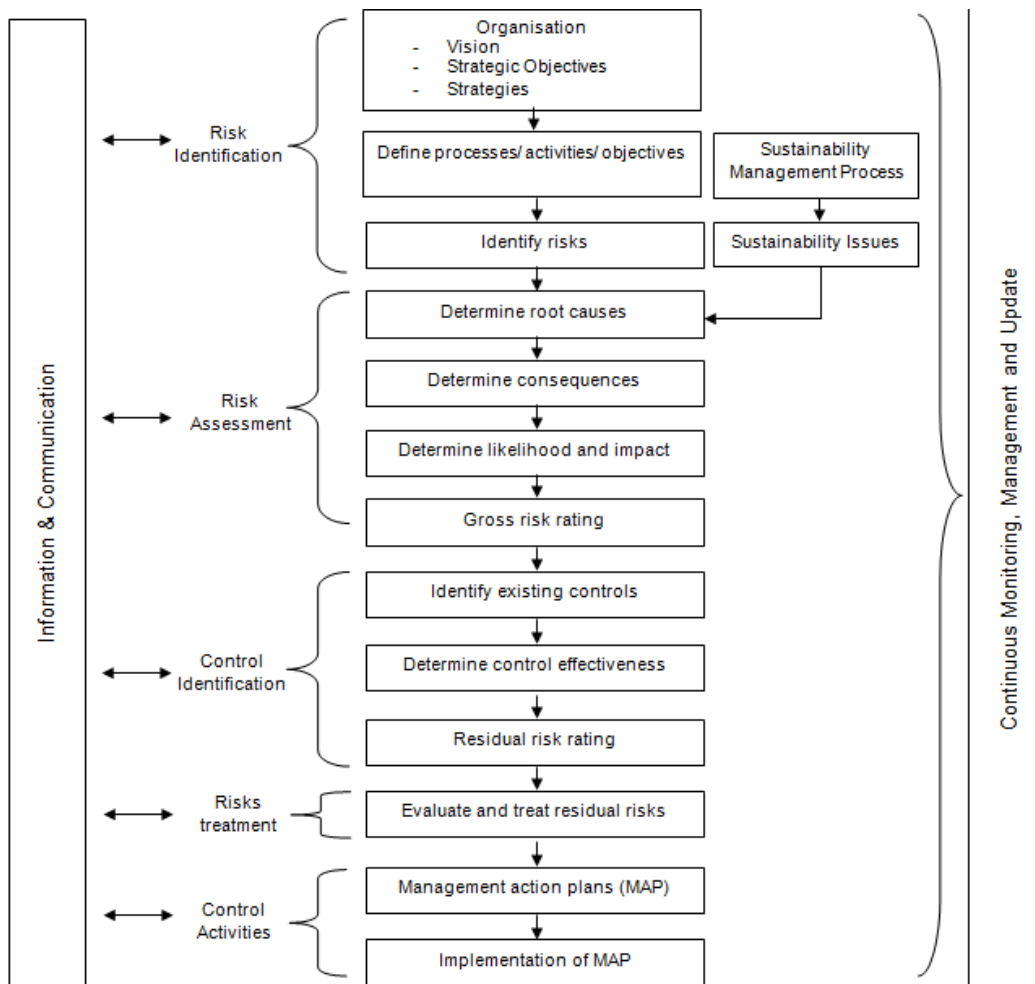 Information & Communication
Risk
Identification
Organisation
- Vision
- Strategic Objectives
- Strategies
Define processes/ activities/ objectives
Identify risks
Sustainability
Management Process
Sustainability Issues
Risk
Assessment
Determine root causes
Determine consequences
Determine likelihood and impact
Gross risk rating
Control
Identification
Identify existing controls
Determine control effectiveness
Residual risk rating
Risks
treatment
Evaluate and treat residual risks
Control
Activities
Management action plans (MAP)
Implementation of MAP
Continuous Monitoring, Management and Update